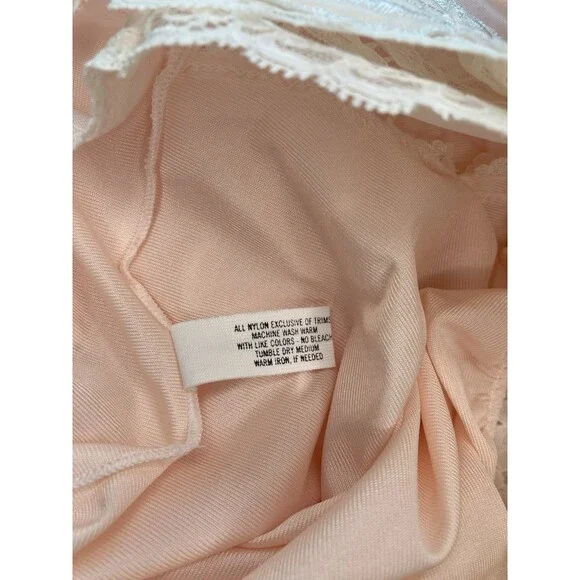 ALL NYLON EXCLUSIVE OF TRIMS
MACHINE WASH WARM
WITH LIKE COLORS - NO BLEACH
TUMBLE DRY MEDIUM
WARM IRON, IF NEEDED